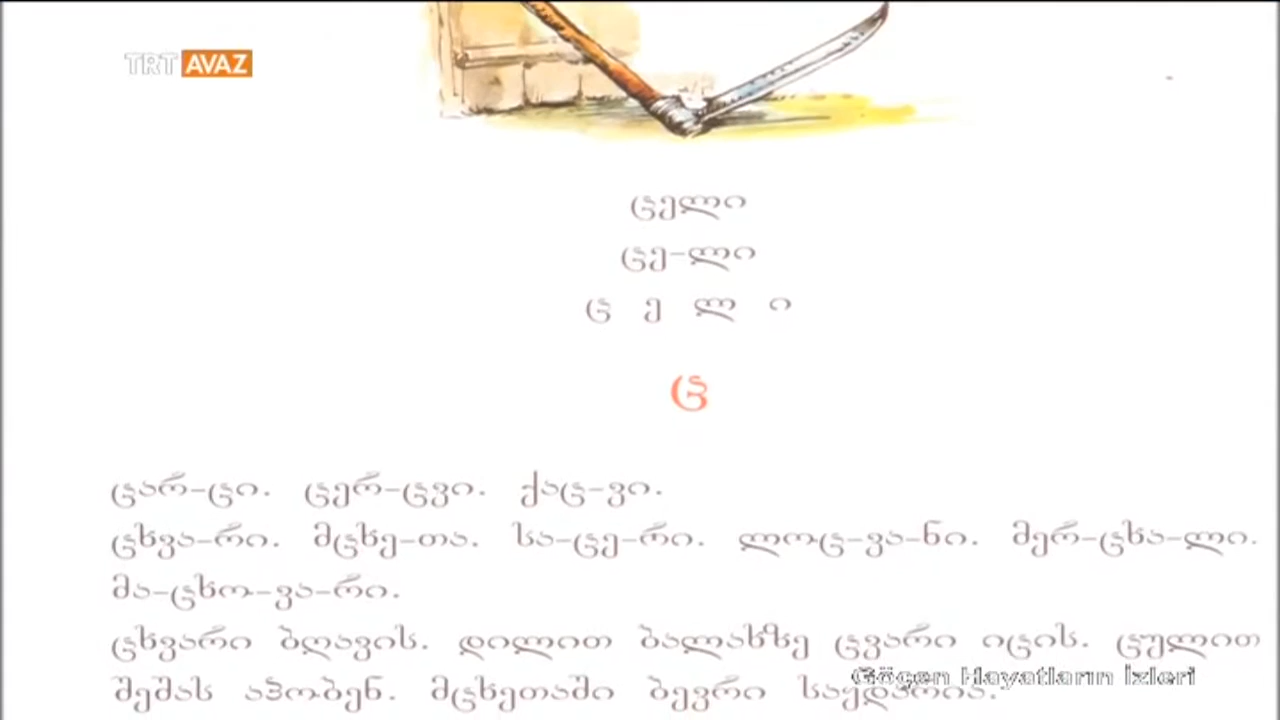 TRT AVAZ
ცელი
ცე-ლი
ც ე ლ ი
ც
ცარ-ცი. ცერ-ცვი. ქაც-ვი.
ცხვა-რი. მცხე-თა. სა-ცე-რი. ლოც-ვა-ნი. მერ-ცხა-ლი.
მა-ცხო-ვა-რი.
ცხვარი ბღავის. დილით ბალახზე ცვარი იცის. ცულით
შეშას აპობენ. მცხეთაში ბევრი საყდარია.
Göçen Hayatların İzleri